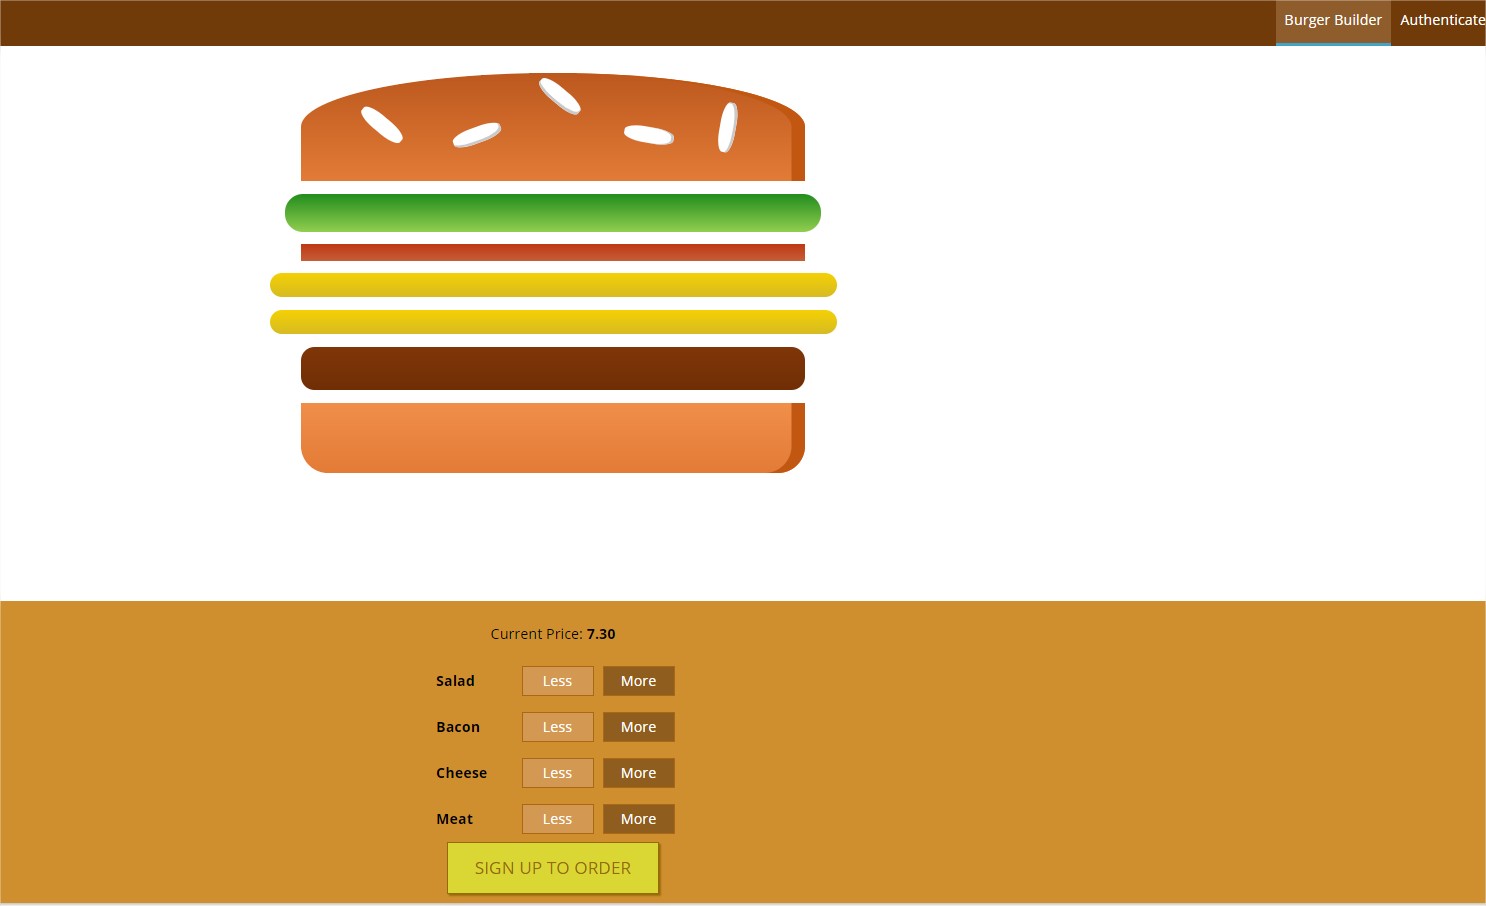 Burger Builder Authenticate
Current Price: 7.30
Salad Less More
Bacon Less More
Cheese Less More
Meat Less More
SIGN UP TO ORDER